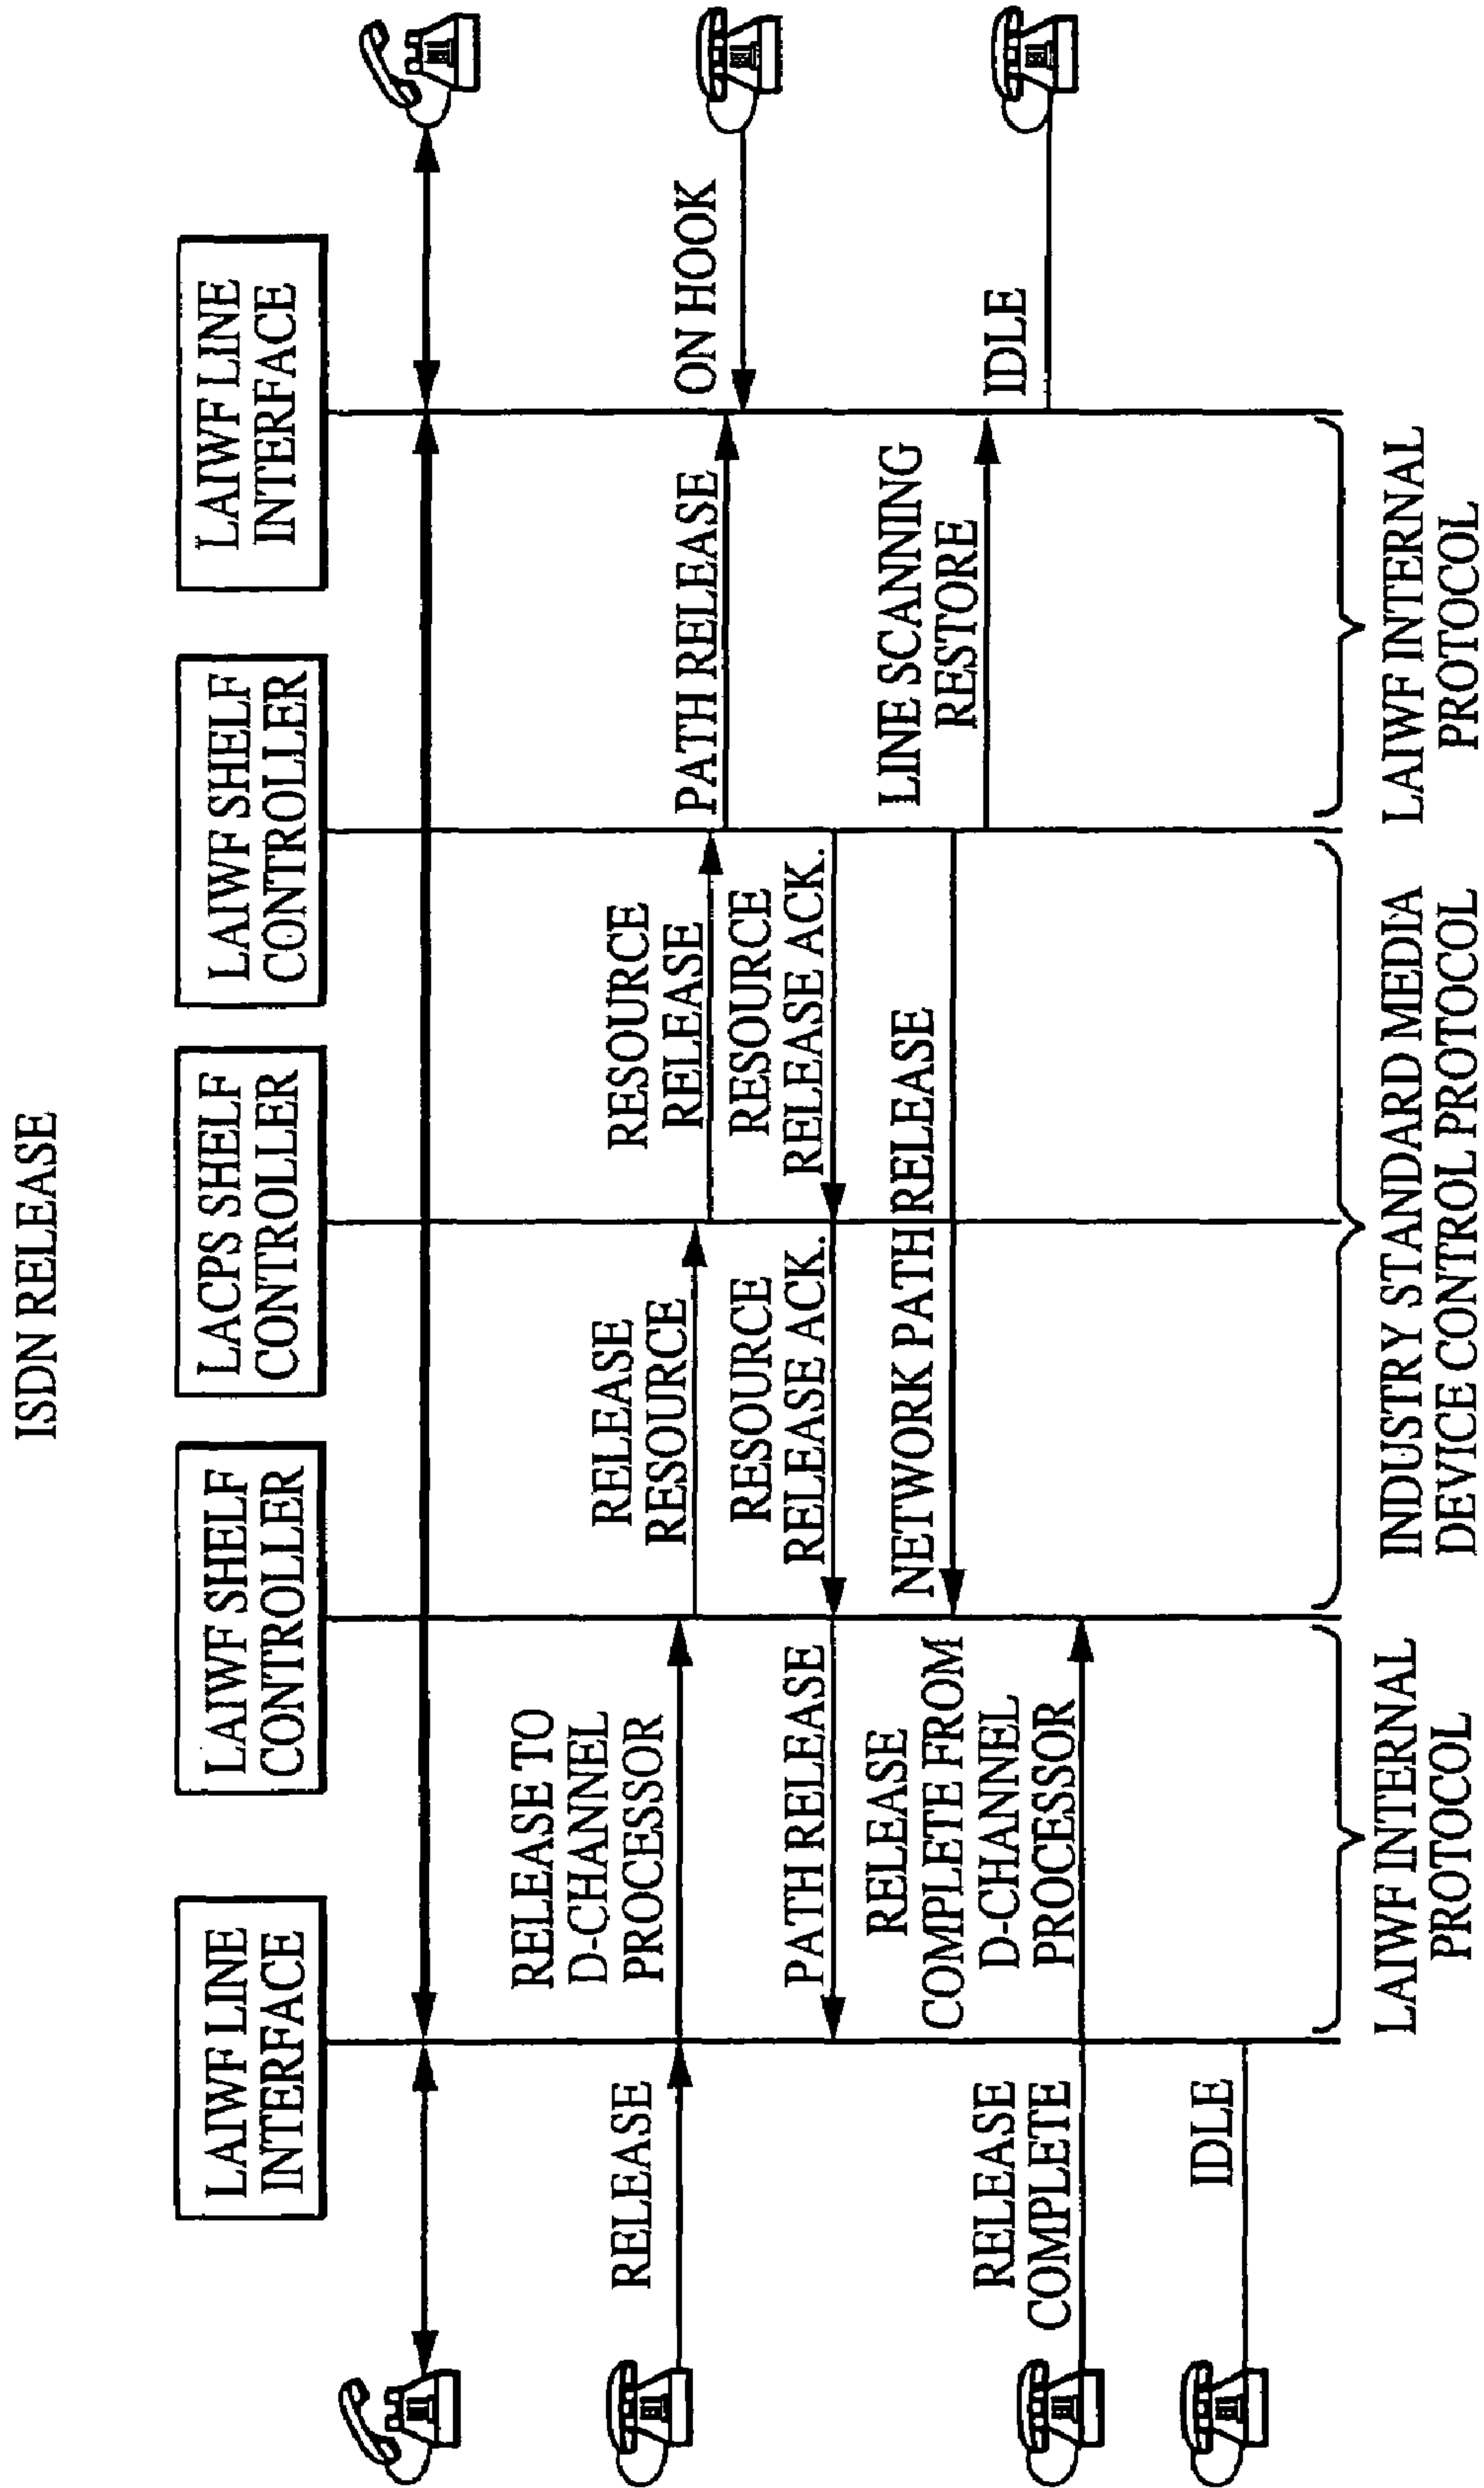 ISDN RELEASE
LAIWF LINE
INTERFACE
LAIWF SHELF
CONTROLLER
LACPS SHELF
CONTROLLER
LAIWF SHELF
CONTROLLER
LAIWF LINE
INTERFACE
RELEASE
RELEASE TO
D-CHANNEL
PROCESSOR
RELEASE
RESOURCE
RESOURCE
RELEASE
PATH RELEASE
ON HOOK
PATH RELEASE
RESOURCE
RELEASE ACK.
RESOURCE
RELEASE ACK.
NETWORK PATH RELEASE
LINE SCANNING
RESTORE
IDLE
RELEASE
COMPLETE
RELEASE
COMPLETE FROM
D-CHANNEL
PROCESSOR
IDLE
LAIWF INTERNAL
PROTOCOL
INDUSTRY STANDARD MEDIA
DEVICE CONTROL PROTOCOL
LAIWF INTERNAL
PROTOCOL